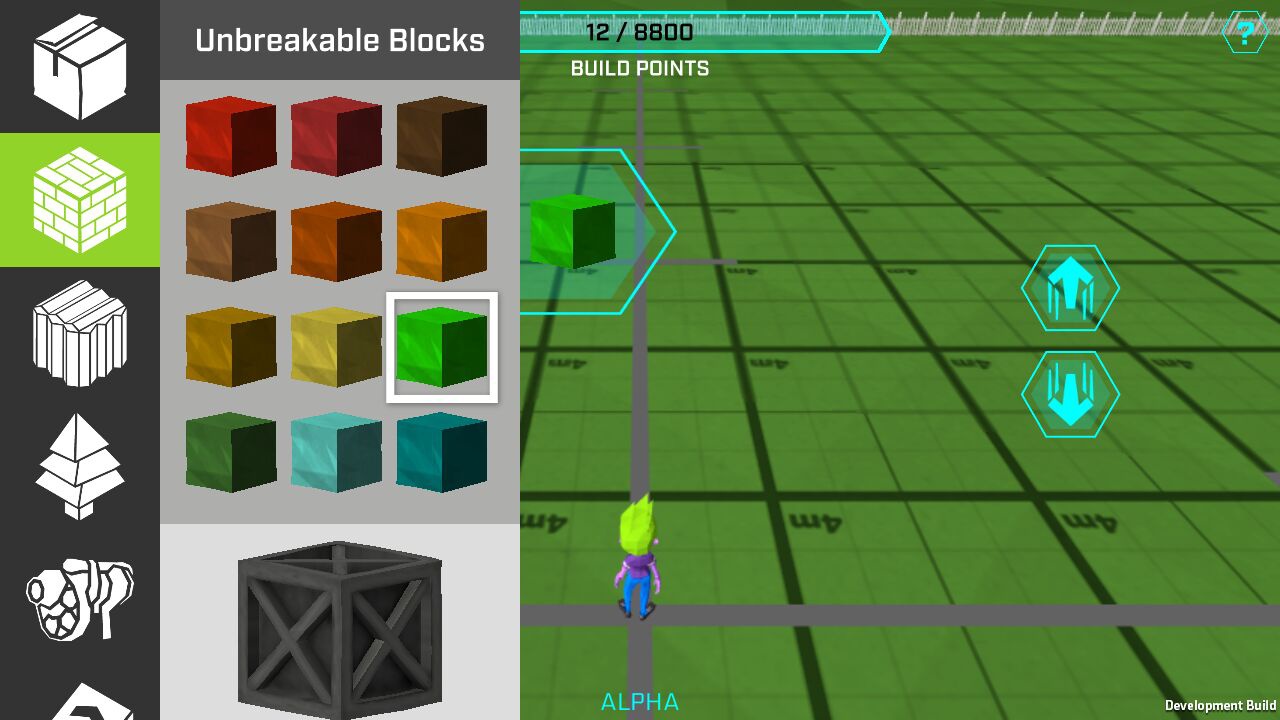 Unbreakable Blocks
12 / 8800
BUILD POINTS
?
4m
4m
4m
4m
4m
4m
ALPHA
Development Build